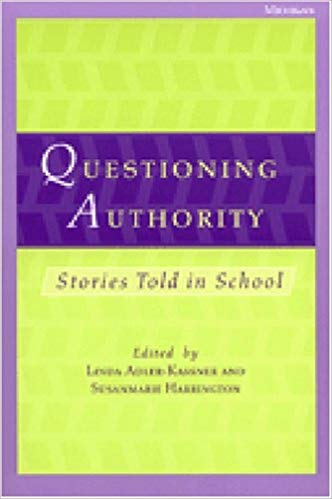 MICHIGAN
QUESTIONING
AUTHORITY
Stories Told in School
Edited by
LINDA ADLER-KASSNER AND
SUSANMARIE HARRINGTON